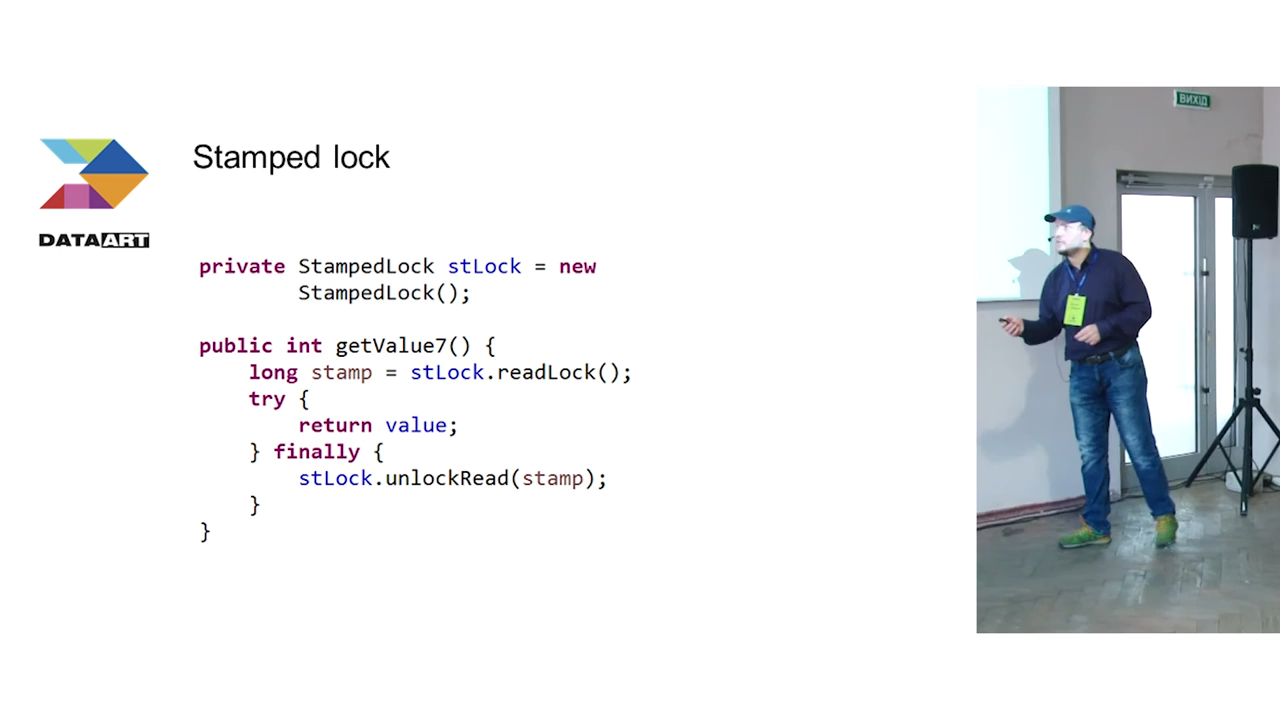 Stamped lock
DATAART
private StampedLock stLock = new
StampedLock();
public int getValue7() {
long stamp = stLock.readLock();
try {
return value;
} finally {
stLock.unlockRead(stamp);
}
}
ВИХІД